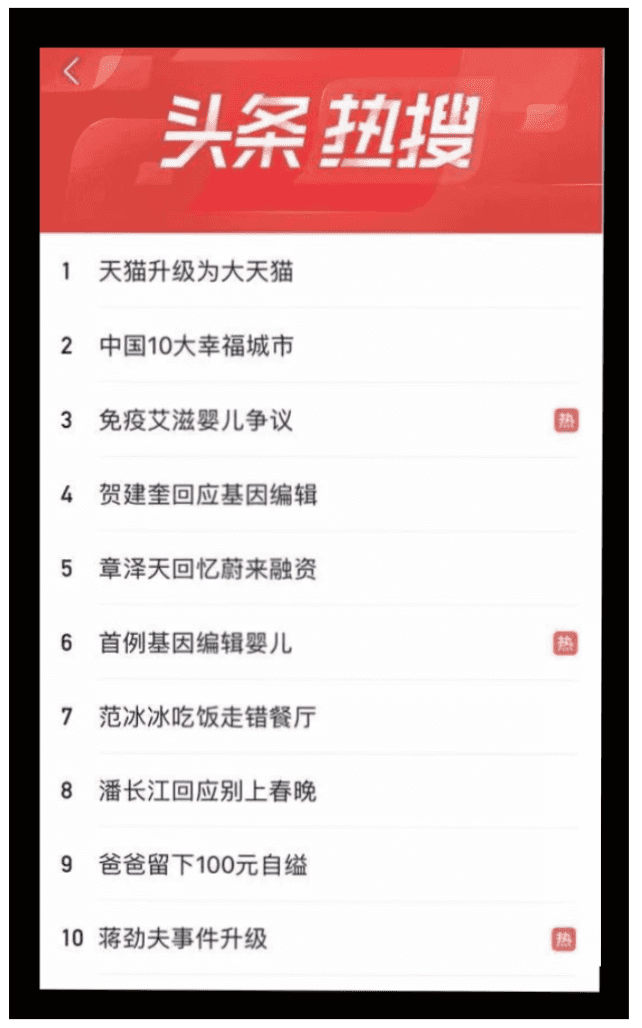 头条热搜
1 天猫升级为大天猫
2 中国10大幸福城市
3 免疫艾滋婴儿争议 热
4 贺建奎回应基因编辑
5 章泽天回忆蔚来融资
6 首例基因编辑婴儿 热
7 范冰冰吃饭走错餐厅
8 潘长江回应别上春晚
9 爸爸留下100元自缢
10 蒋劲夫事件升级 热